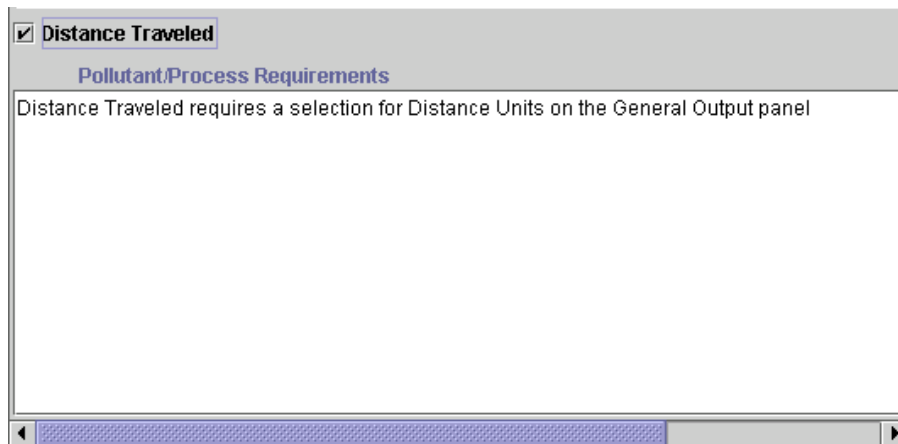 Distance Traveled
Pollutant/Process Requirements
Distance Traveled requires a selection for Distance Units on the General Output panel